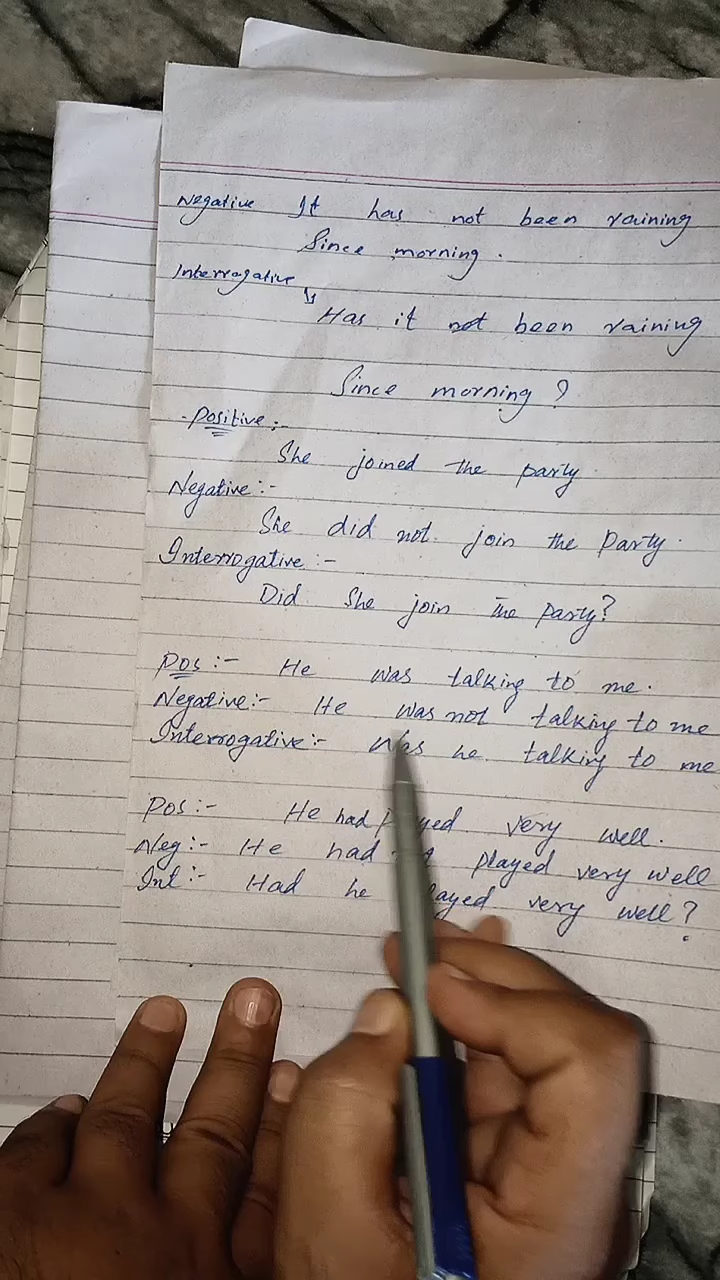 Negative It has not been raining
Since morning.
Interrogative
Has it not been raining
Since morning?
Positive:-
She joined the party.
Negative:-
She did not join the party.
Interrogative:-
Did She join the party?
Pos:- He was talking to me.
Negative:- He was not talking to me
Interrogative:- Was he talking to me
Pos:- He had very well.
Neg:- He had played very well
Int:- Had he very well?